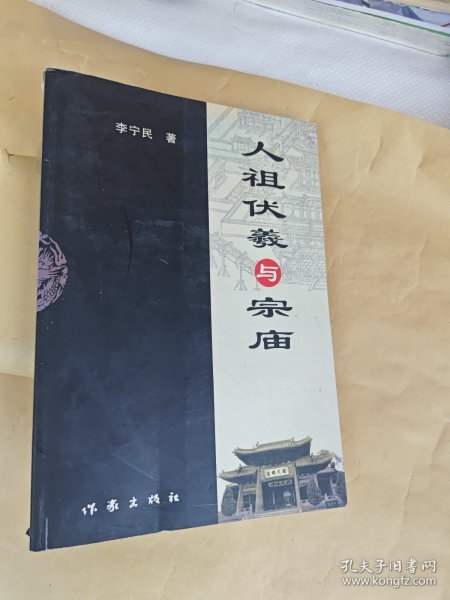 李宁民 著
人祖伏羲与宗庙
作家出版社
孔夫子旧书网
www.kongfz.com